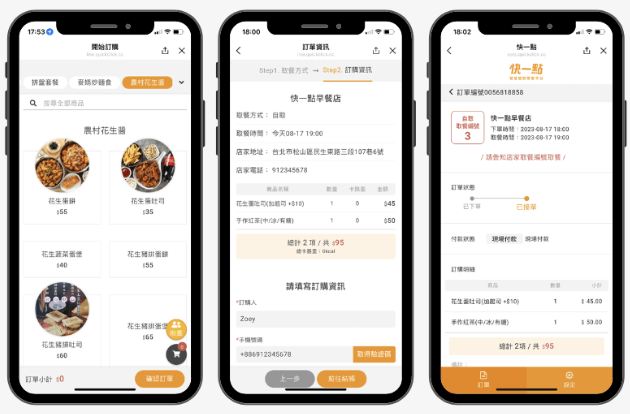 17:53
開始訂購
拼盤套餐
麥媽炒麵食
農村花生醬
搜尋全部商品
農村花生醬
花生蛋餅
$55
花生吐司
$35
花生蔬菜蛋堡
$40
花生豬排蛋餅
$55
花生豬排吐司
$60
花生豬排蛋堡
$65
訂單小計 $0
確認訂單
18:00
訂單資訊
Step1. 取餐方式 → Step2. 訂購資訊
快一點早餐店
取餐方式： 自取
取餐時間： 今天08-17 19:00
店家地址： 台北市松山區民生東路三段107巷6號
店家電話： 912345678
商品名稱 數量 卡路里 金額
花生蛋吐司(加起司 +$10) 1 0 $45
手作紅茶(中/冰/有糖) 1 0 $50
總計 2 項 / 共 $95
總卡路里：0kcal
請填寫訂購資訊
*訂購人
Zoey
*手機號碼
+886912345678
取得驗證碼
上一步
前往結帳
18:02
快一點
快一點
訂單編號0056818858
自取
取餐編號
3
快一點早餐店
下單時間：2023-08-17 18:00
取餐時間：2023-08-17 19:00
/ 請告知店家取餐編號取餐 /
訂單狀態
已下單
已接單
付款狀態 現場付款 現場付款
訂購明細
商品 數量 小計
花生蛋吐司(加起司 +$10) 1 $ 45.00
手作紅茶(中/冰/有糖) 1 $ 50.00
總計 2項 / 共 $95
訂單
設定